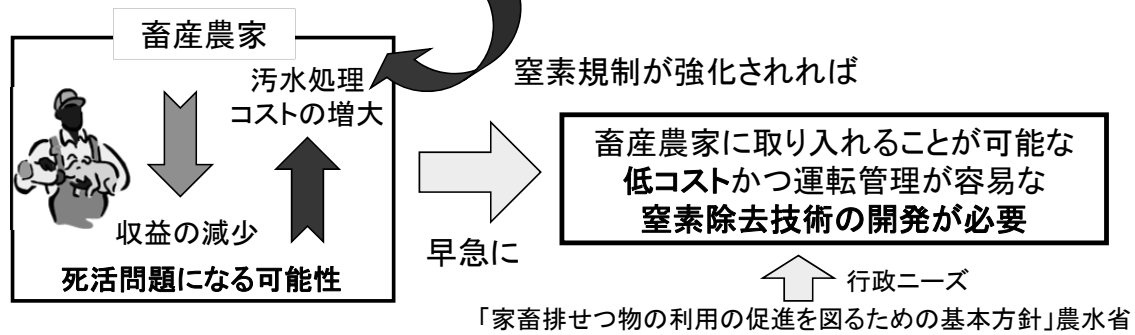 畜産農家
汚水処理
コストの増大
収益の減少
死活問題になる可能性
窒素規制が強化されれば
早急に
畜産農家に取り入れることが可能な
低コストかつ運転管理が容易な
窒素除去技術の開発が必要
行政ニーズ
「家畜排せつ物の利用の促進を図るための基本方針」農水省